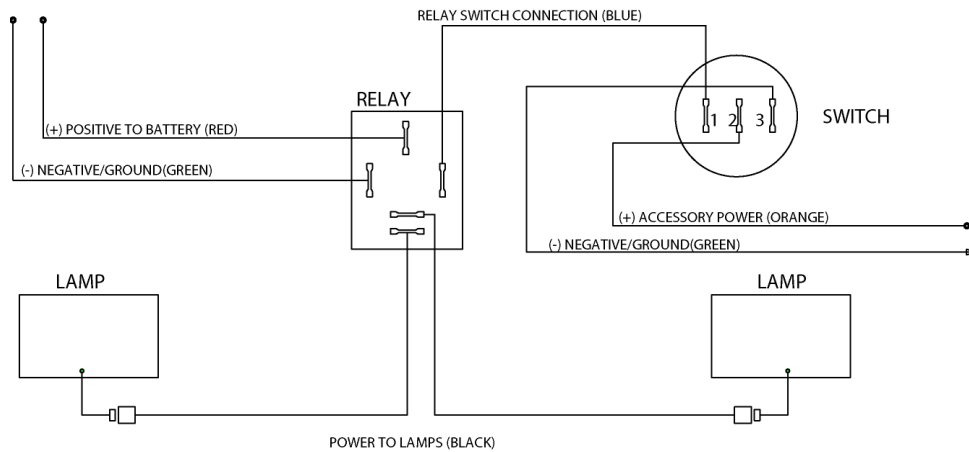 RELAY SWITCH CONNECTION (BLUE)
RELAY
SWITCH
1 2 3
(+) POSITIVE TO BATTERY (RED)
(-) NEGATIVE/GROUND(GREEN)
(+) ACCESSORY POWER (ORANGE)
(-) NEGATIVE/GROUND(GREEN)
LAMP
LAMP
POWER TO LAMPS (BLACK)